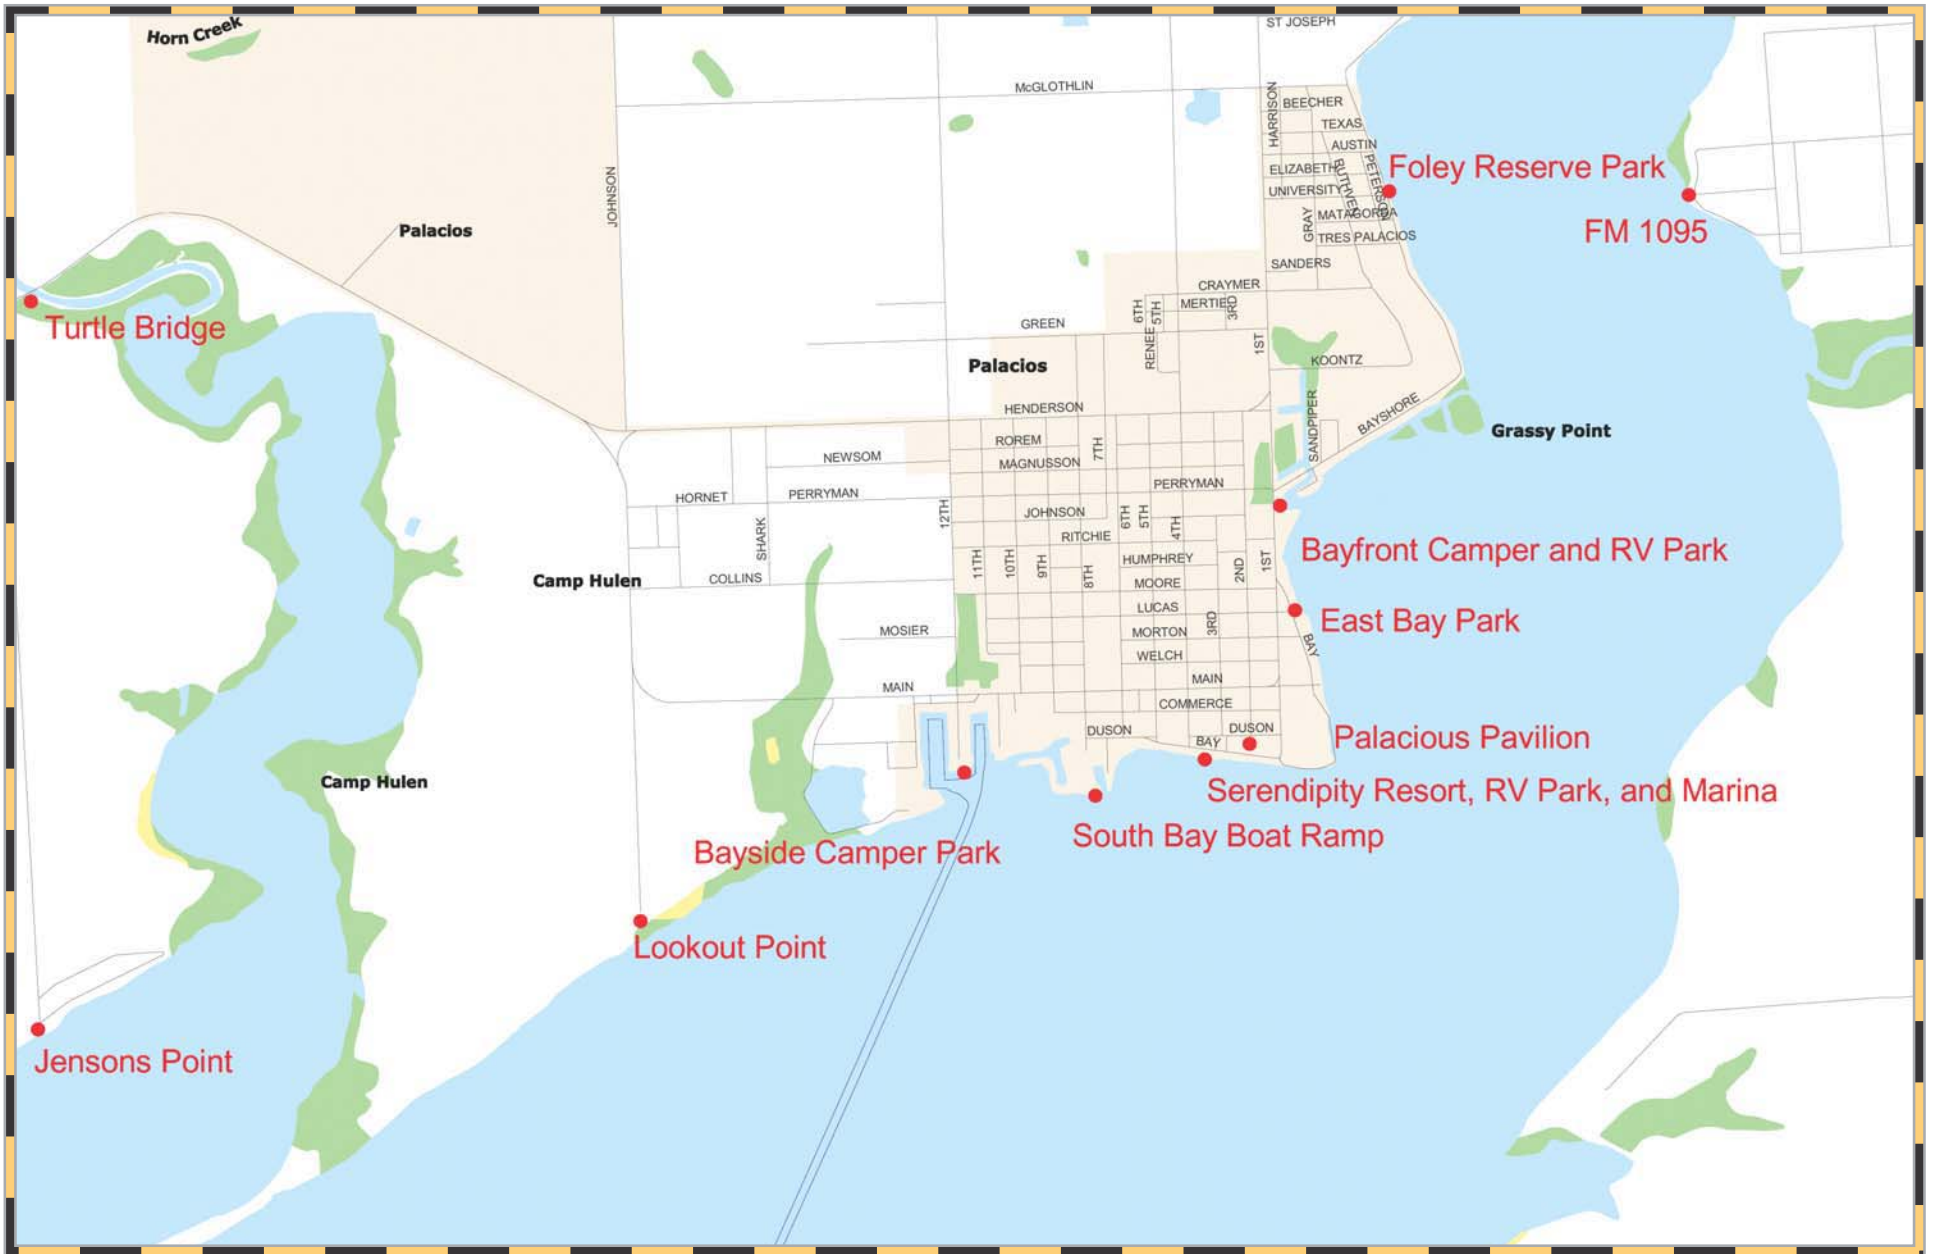 Horn Creek
ST JOSEPH
McGLOTHLIN
HARRISON
BEECHER
TEXAS
AUSTIN
ELIZABETH
RUTHVEN
PETERSON
Foley Reserve Park
UNIVERSITY
JOHNSON
GRAY
MATAGORDA
FM 1095
TRES PALACIOS
Palacios
SANDERS
CRAYMER
6TH
5TH
MERTIE
3RD
Turtle Bridge
GREEN
RENEE
1ST
KOONTZ
Palacios
HENDERSON
SANDPIPER
BAYSHORE
Grassy Point
ROREM
7TH
NEWSOM
MAGNUSSON
HORNET
PERRYMAN
PERRYMAN
12TH
JOHNSON
6TH
5TH
4TH
SHARK
RITCHIE
Bayfront Camper and RV Park
11TH
10TH
9TH
8TH
HUMPHREY
2ND
1ST
Camp Hulen
COLLINS
MOORE
LUCAS
3RD
East Bay Park
MOSIER
MORTON
BAY
WELCH
MAIN
MAIN
COMMERCE
DUSON
DUSON
BAY
Palacious Pavilion
Camp Hulen
Serendipity Resort, RV Park, and Marina
South Bay Boat Ramp
Bayside Camper Park
Lookout Point
Jensons Point